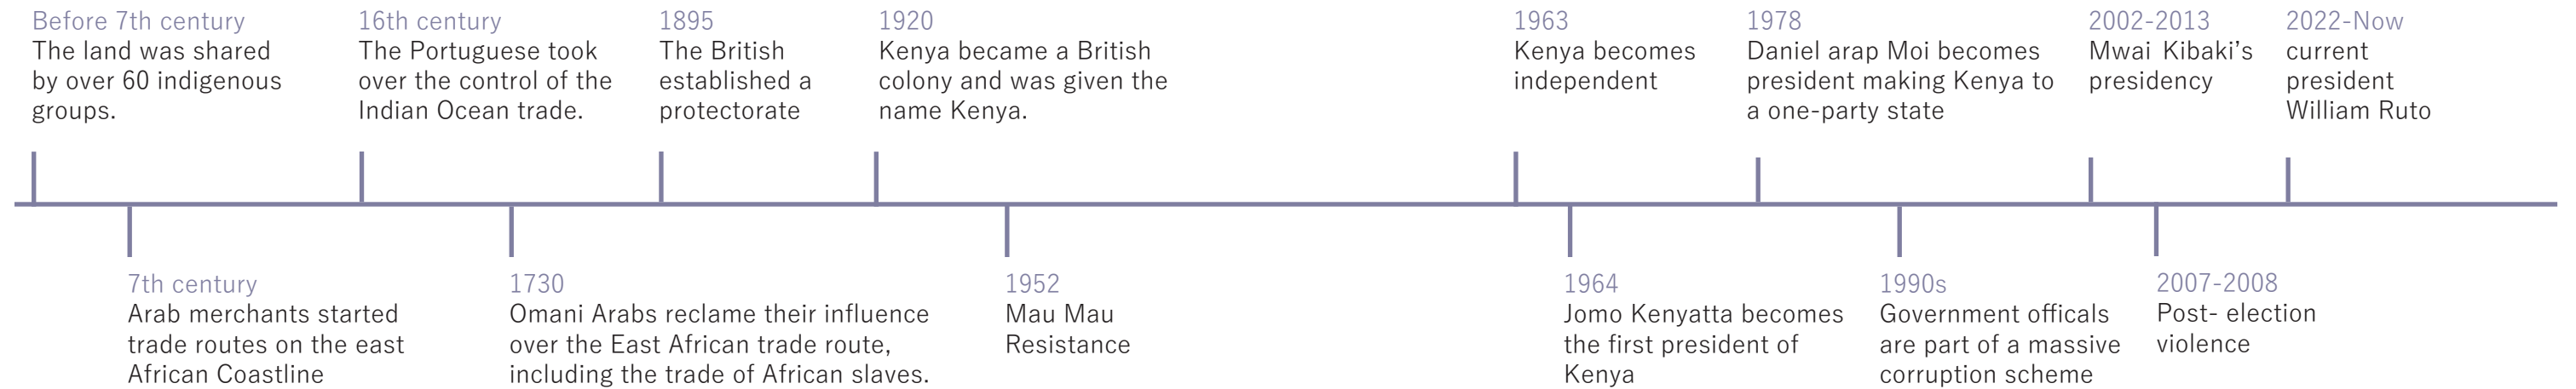 Before 7th century
The land was shared
by over 60 indigenous
groups.
16th century
The Portuguese took
over the control of the
Indian Ocean trade.
1895
The British
established a
protectorate
1920
Kenya became a British
colony and was given the
name Kenya.
1963
Kenya becomes
independent
1978
Daniel arap Moi becomes
president making Kenya to
a one-party state
2002-2013
Mwai Kibaki’s
presidency
2022-Now
current
president
William Ruto
7th century
Arab merchants started
trade routes on the east
African Coastline
1730
Omani Arabs reclame their influence
over the East African trade route,
including the trade of African slaves.
1952
Mau Mau
Resistance
1964
Jomo Kenyatta becomes
the first president of
Kenya
1990s
Government officals
are part of a massive
corruption scheme
2007-2008
Post- election
violence